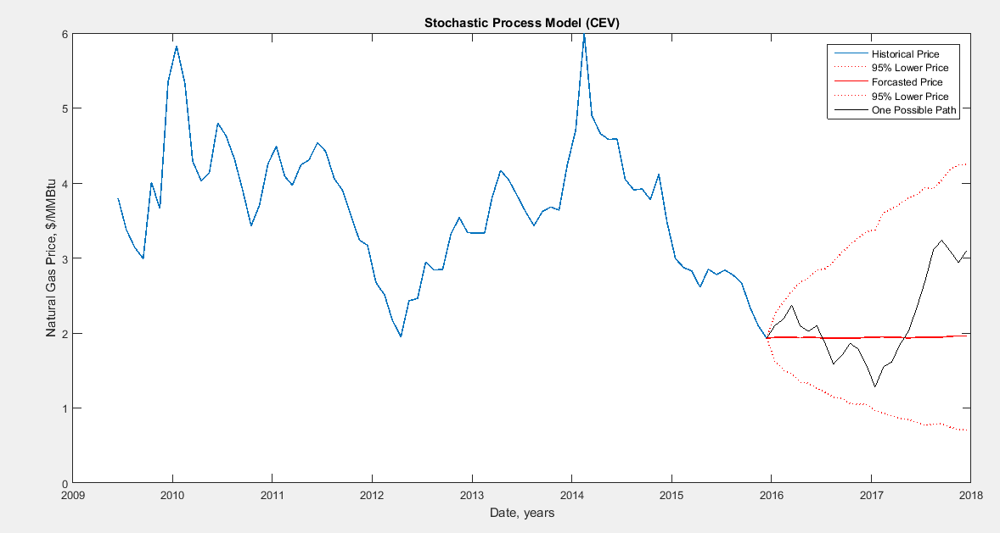 Stochastic Process Model (CEV)
6
5
4
3
2
1
0
Natural Gas Price, $/MMBtu
Historical Price
95% Lower Price
Forcasted Price
95% Lower Price
One Possible Path
2009 2010 2011 2012 2013 2014 2015 2016 2017 2018
Date, years